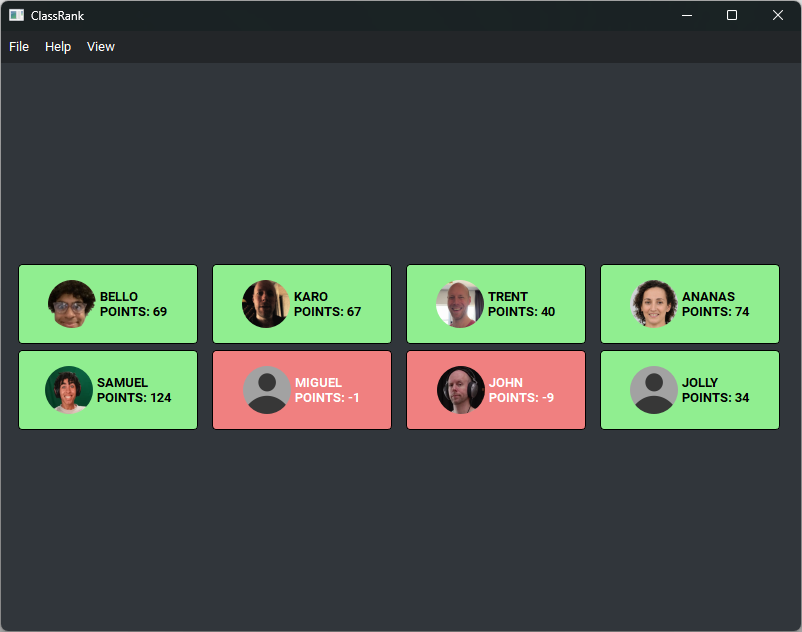 ClassRank
File Help View
BELLO
POINTS: 69
KARO
POINTS: 67
TRENT
POINTS: 40
ANANAS
POINTS: 74
SAMUEL
POINTS: 124
MIGUEL
POINTS: -1
JOHN
POINTS: -9
JOLLY
POINTS: 34